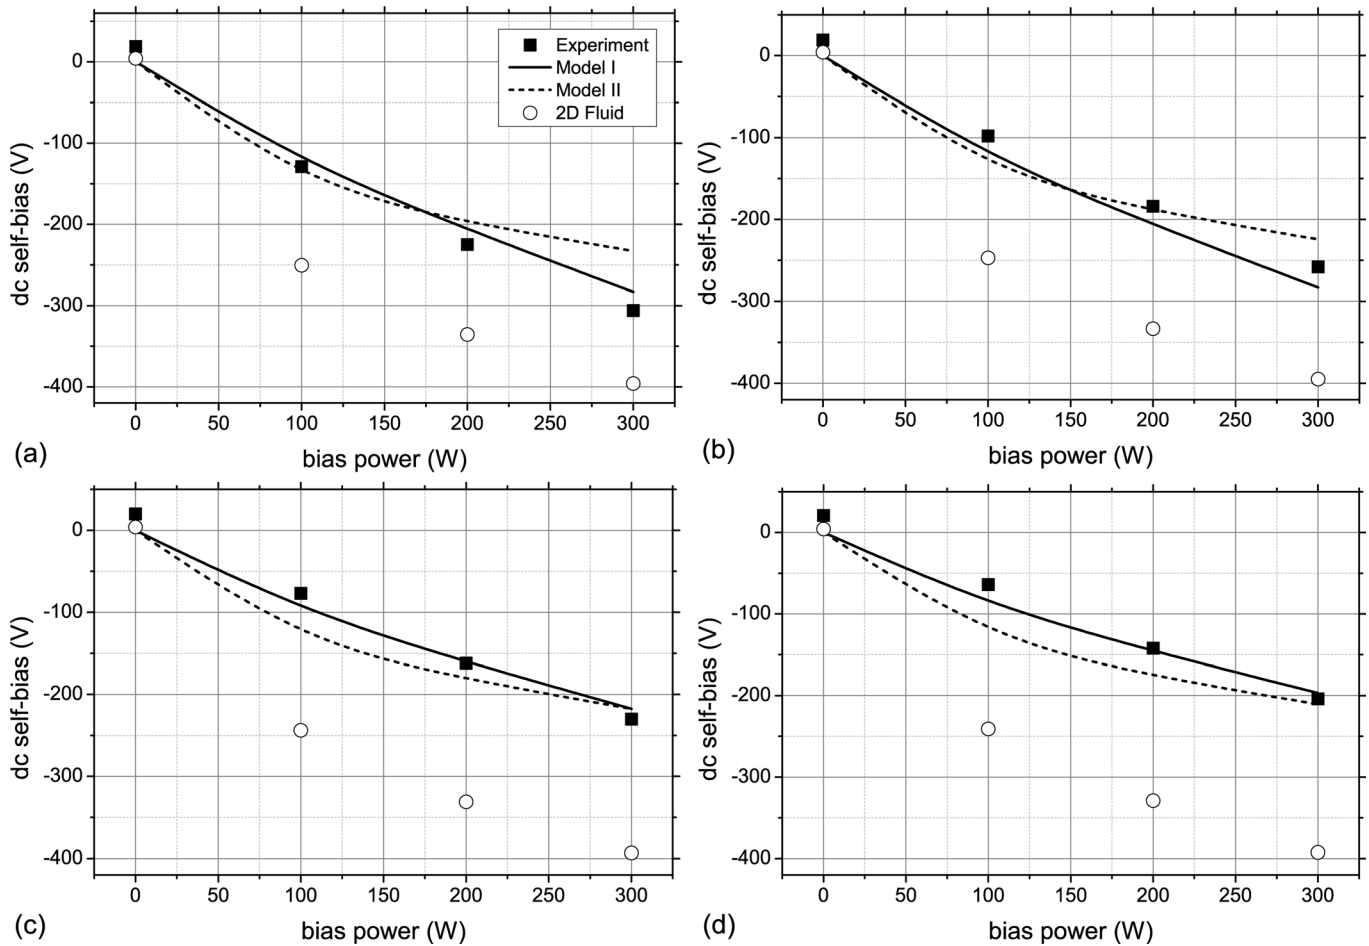 0
-100
-200
-300
-400
dc self-bias (V)
Experiment
Model I
Model II
2D Fluid
0 50 100 150 200 250 300
bias power (W)
(a)
0
-100
-200
-300
-400
dc self-bias (V)
0 50 100 150 200 250 300
bias power (W)
(b)
0
-100
-200
-300
-400
dc self-bias (V)
0 50 100 150 200 250 300
bias power (W)
(c)
0
-100
-200
-300
-400
dc self-bias (V)
0 50 100 150 200 250 300
bias power (W)
(d)